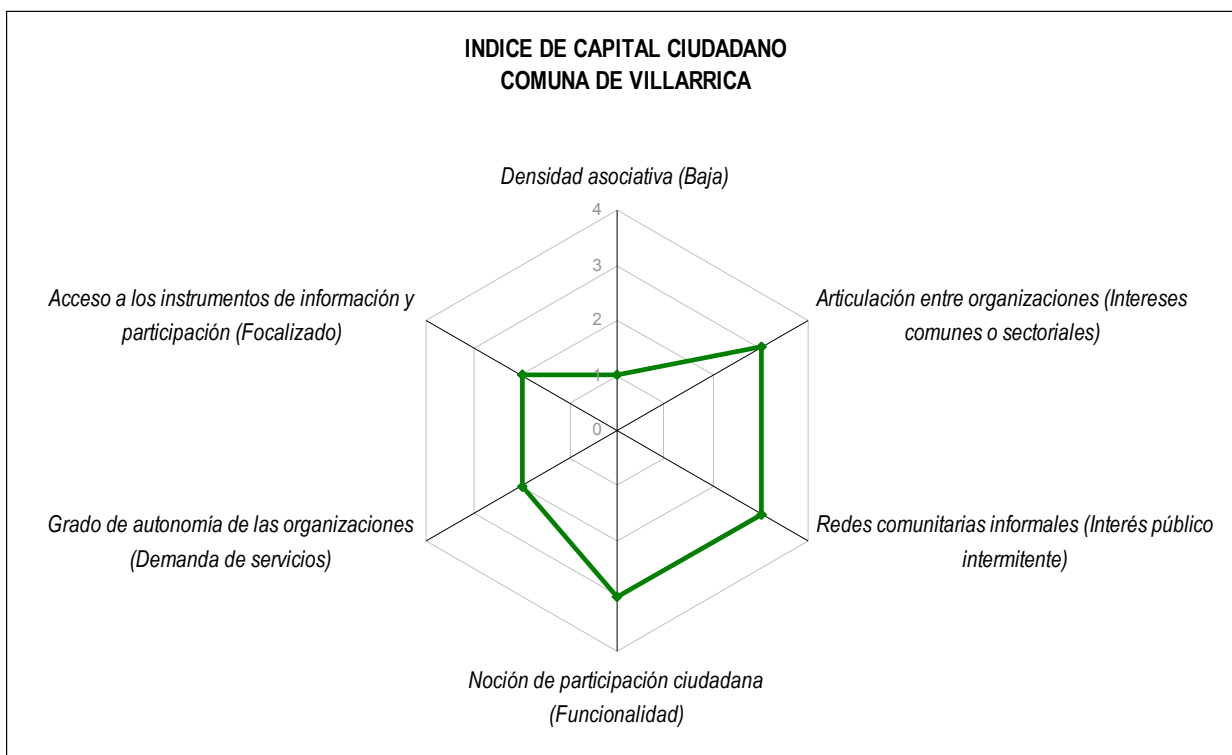 INDICE DE CAPITAL CIUDADANO
COMUNA DE VILLARRICA
Densidad asociativa (Baja)
4
3
2
1
0
Articulación entre organizaciones (Intereses
comunes o sectoriales)
Redes comunitarias informales (Interés público
intermitente)
Noción de participación ciudadana
(Funcionalidad)
Grado de autonomía de las organizaciones
(Demanda de servicios)
Acceso a los instrumentos de información y
participación (Focalizado)